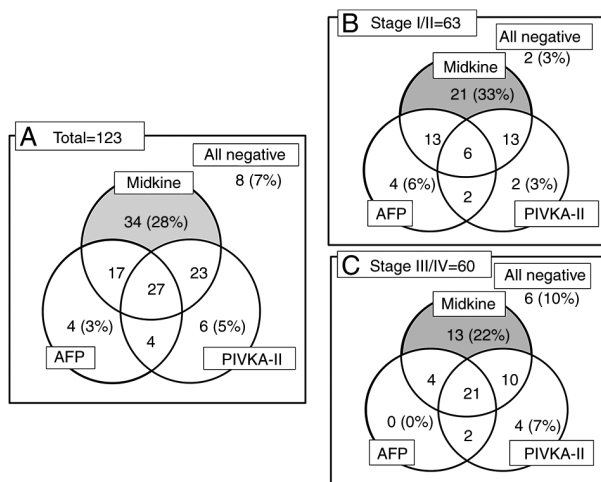 A Total=123
All negative
8 (7%)
Midkine
34 (28%)
17
23
27
4 (3%)
6 (5%)
4
AFP
PIVKA-II
B Stage I/II=63
All negative
2 (3%)
Midkine
21 (33%)
13
13
6
4 (6%)
2 (3%)
2
AFP
PIVKA-II
C Stage III/IV=60
All negative
6 (10%)
Midkine
13 (22%)
4
10
21
0 (0%)
4 (7%)
2
AFP
PIVKA-II